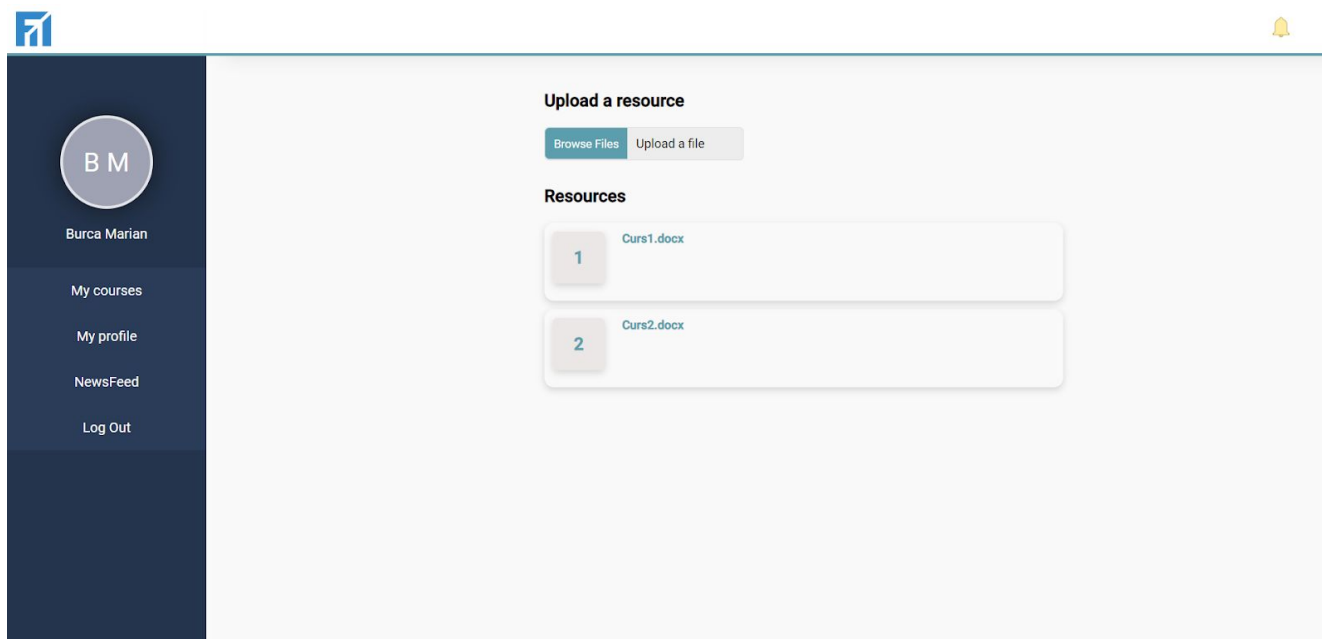 B M
Burca Marian
My courses
My profile
NewsFeed
Log Out
Upload a resource
Browse Files Upload a file
Resources
1 Curs1.docx
2 Curs2.docx